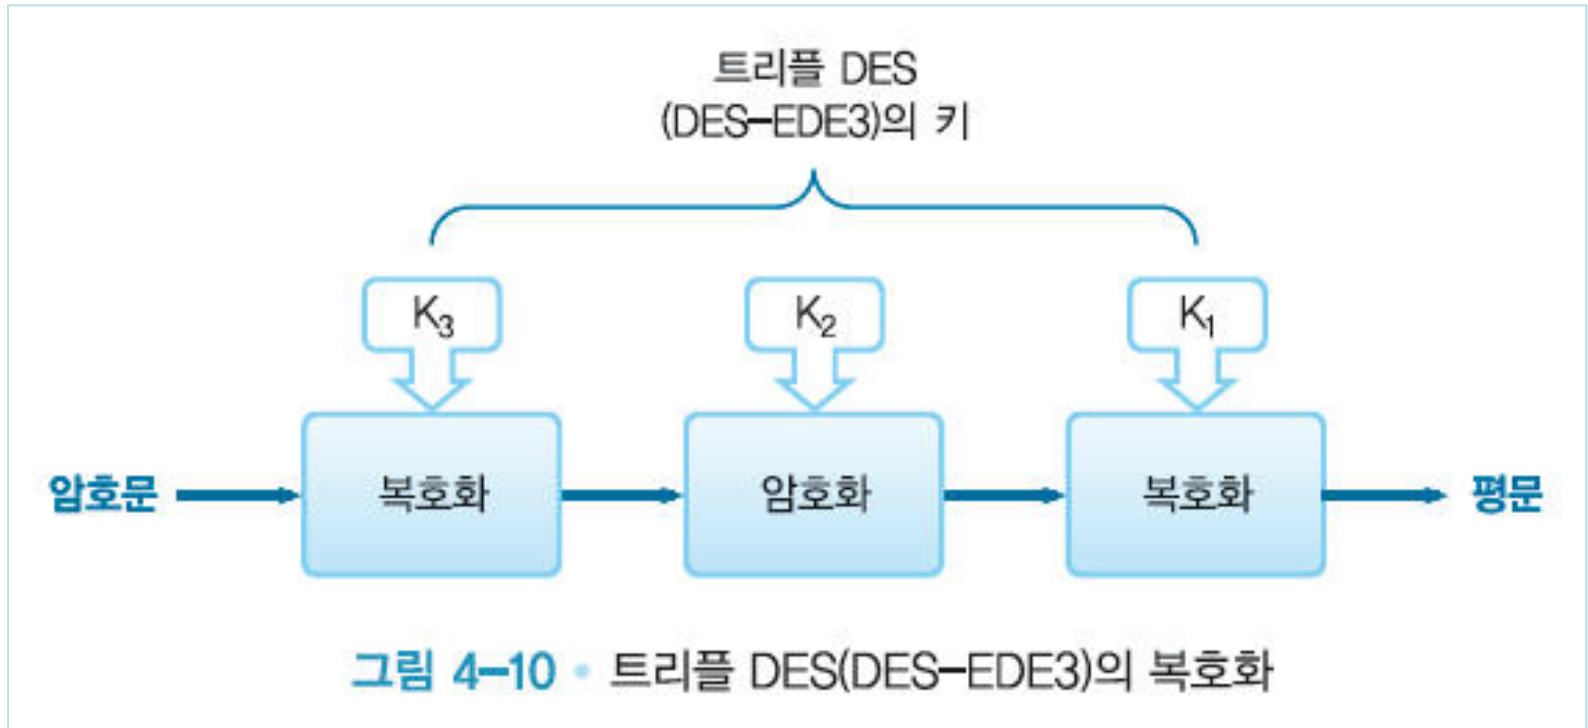 트리플 DES
(DES-EDE3)의 키
K₃
K₂
K₁
암호문
복호화
암호화
복호화
평문
그림 4-10 • 트리플 DES(DES-EDE3)의 복호화